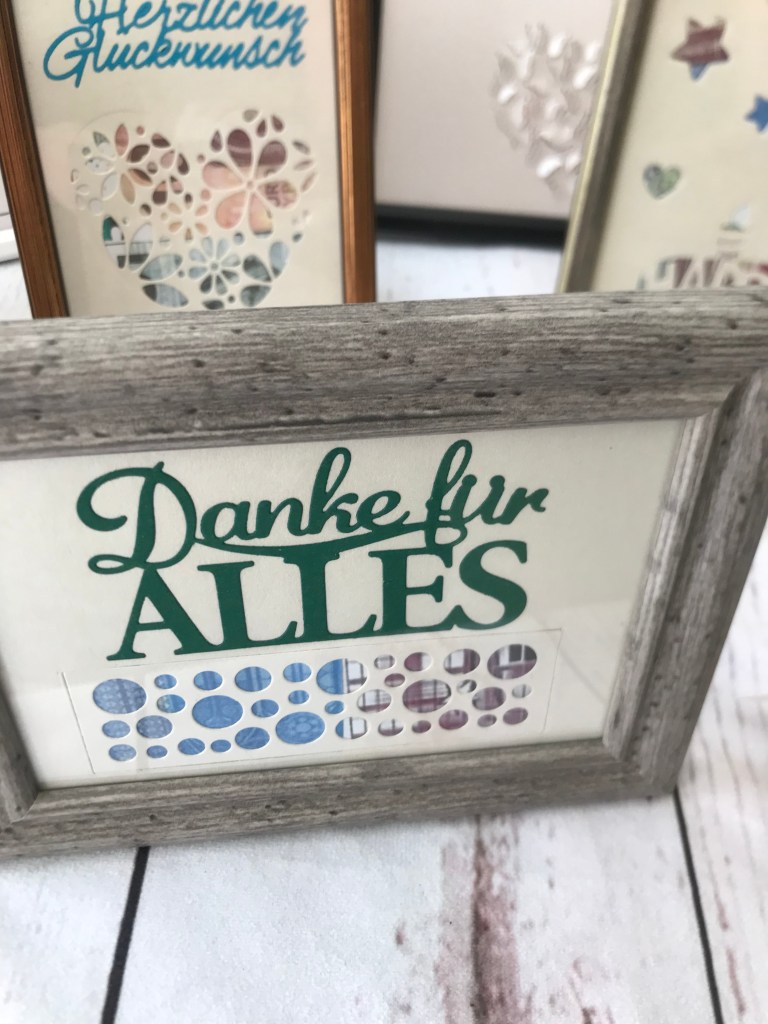 Herzlichen
Glückwunsch
Danke für
ALLES